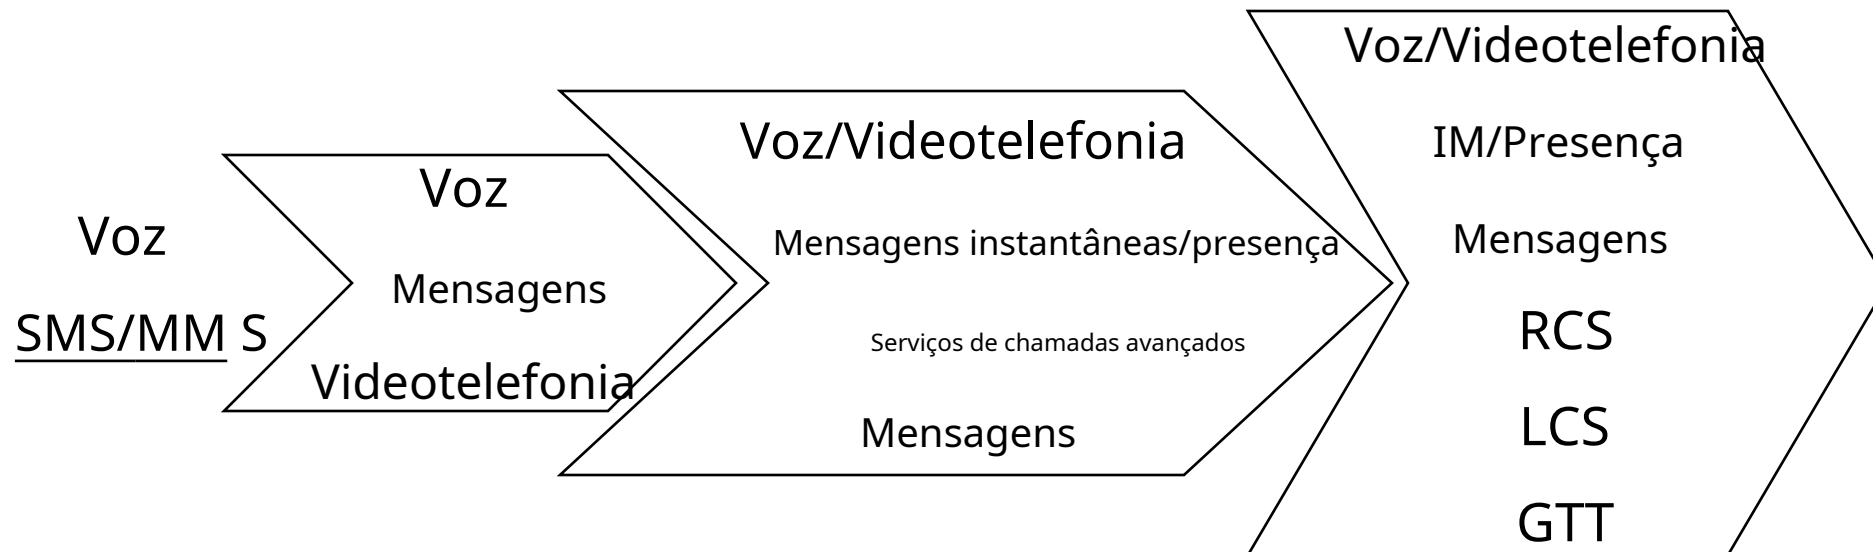 Voz
SMS/MM S
Voz
Mensagens
Videotelefonia
Voz/Videotelefonia
Mensagens instantâneas/presença
Serviços de chamadas avançados
Mensagens
Voz/Videotelefonia
IM/Presença
Mensagens
RCS
LCS
GTT